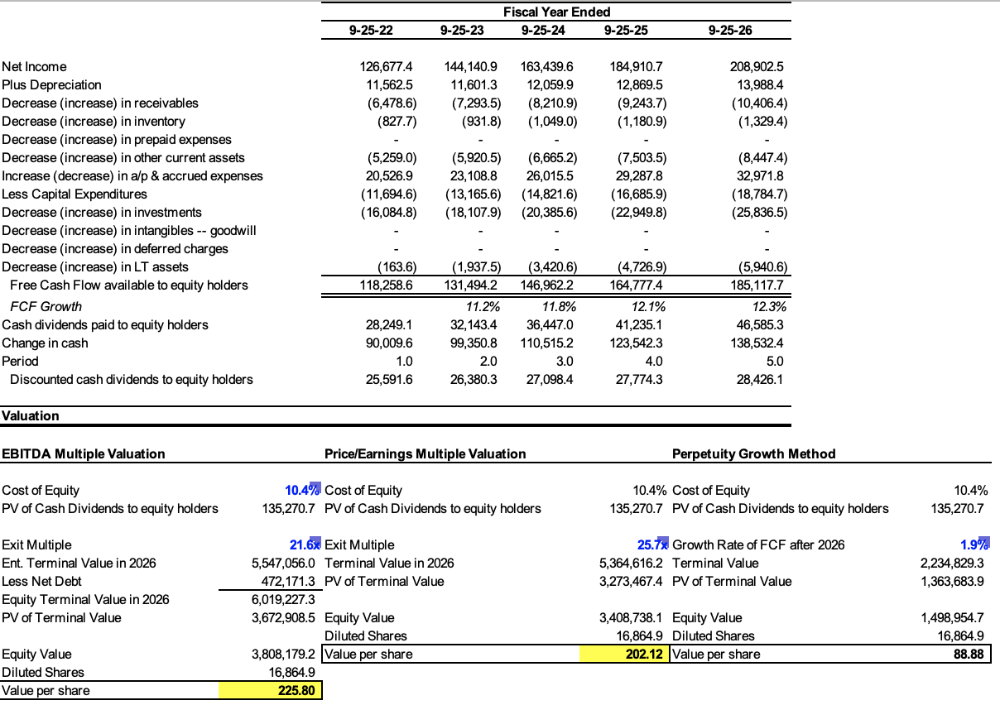 Fiscal Year Ended
9-25-22 9-25-23 9-25-24 9-25-25 9-25-26
Net Income 126,677.4 144,140.9 163,439.6 184,910.7 208,902.5
Plus Depreciation 11,562.5 11,601.3 12,059.9 12,869.5 13,988.4
Decrease (increase) in receivables (6,478.6) (7,293.5) (8,210.9) (9,243.7) (10,406.4)
Decrease (increase) in inventory (827.7) (931.8) (1,049.0) (1,180.9) (1,329.4)
Decrease (increase) in prepaid expenses - - - - -
Decrease (increase) in other current assets (5,259.0) (5,920.5) (6,665.2) (7,503.5) (8,447.4)
Increase (decrease) in a/p & accrued expenses 20,526.9 23,108.8 26,015.5 29,287.8 32,971.8
Less Capital Expenditures (11,694.6) (13,165.6) (14,821.6) (16,685.9) (18,784.7)
Decrease (increase) in investments (16,084.8) (18,107.9) (20,385.6) (22,949.8) (25,836.5)
Decrease (increase) in intangibles -- goodwill - - - - -
Decrease (increase) in deferred charges - - - - -
Decrease (increase) in LT assets (163.6) (1,937.5) (3,420.6) (4,726.9) (5,940.6)
Free Cash Flow available to equity holders 118,258.6 131,494.2 146,962.2 164,777.4 185,117.7
FCF Growth 11.2% 11.8% 12.1% 12.3%
Cash dividends paid to equity holders 28,249.1 32,143.4 36,447.0 41,235.1 46,585.3
Change in cash 90,009.6 99,350.8 110,515.2 123,542.3 138,532.4
Period 1.0 2.0 3.0 4.0 5.0
Discounted cash dividends to equity holders 25,591.6 26,380.3 27,098.4 27,774.3 28,426.1
Valuation
EBITDA Multiple Valuation Price/Earnings Multiple Valuation Perpetuity Growth Method
Cost of Equity 10.4% Cost of Equity 10.4% Cost of Equity 10.4%
PV of Cash Dividends to equity holders 135,270.7 PV of Cash Dividends to equity holders 135,270.7 PV of Cash Dividends to equity holders 135,270.7
Exit Multiple 21.6x Exit Multiple 25.7x Growth Rate of FCF after 2026 1.9%
Ent. Terminal Value in 2026 5,547,056.0 Terminal Value in 2026 5,364,616.2 Terminal Value 2,234,829.3
Less Net Debt 472,171.3 PV of Terminal Value 3,273,467.4 PV of Terminal Value 1,363,683.9
Equity Terminal Value in 2026 6,019,227.3
PV of Terminal Value 3,672,908.5 Equity Value 3,408,738.1 Equity Value 1,498,954.7
Diluted Shares 16,864.9 Diluted Shares 16,864.9
Equity Value 3,808,179.2 Value per share 202.12 Value per share 88.88
Diluted Shares 16,864.9
Value per share 225.80